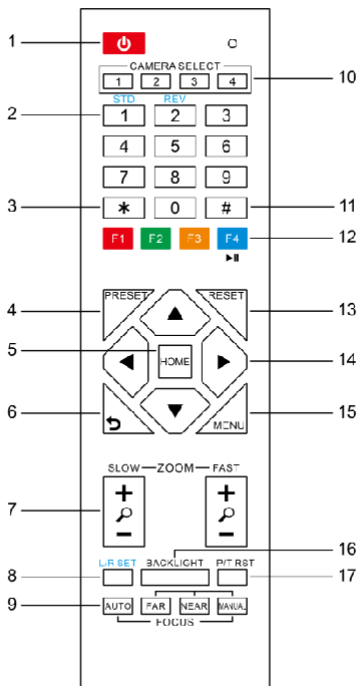 1
CAMERA SELECT
1 2 3 4
10
STD REV
2
1 2 3
4 5 6
7 8 9
3
* 0 #
11
F1 F2 F3 F4
12
4
PRESET RESET
13
5
HOME
14
6
MENU
15
SLOW ZOOM FAST
7
+ +
- -
16
L/R SET BACKLIGHT P/T RST
8
17
9
AUTO FAR NEAR MANUAL
FOCUS